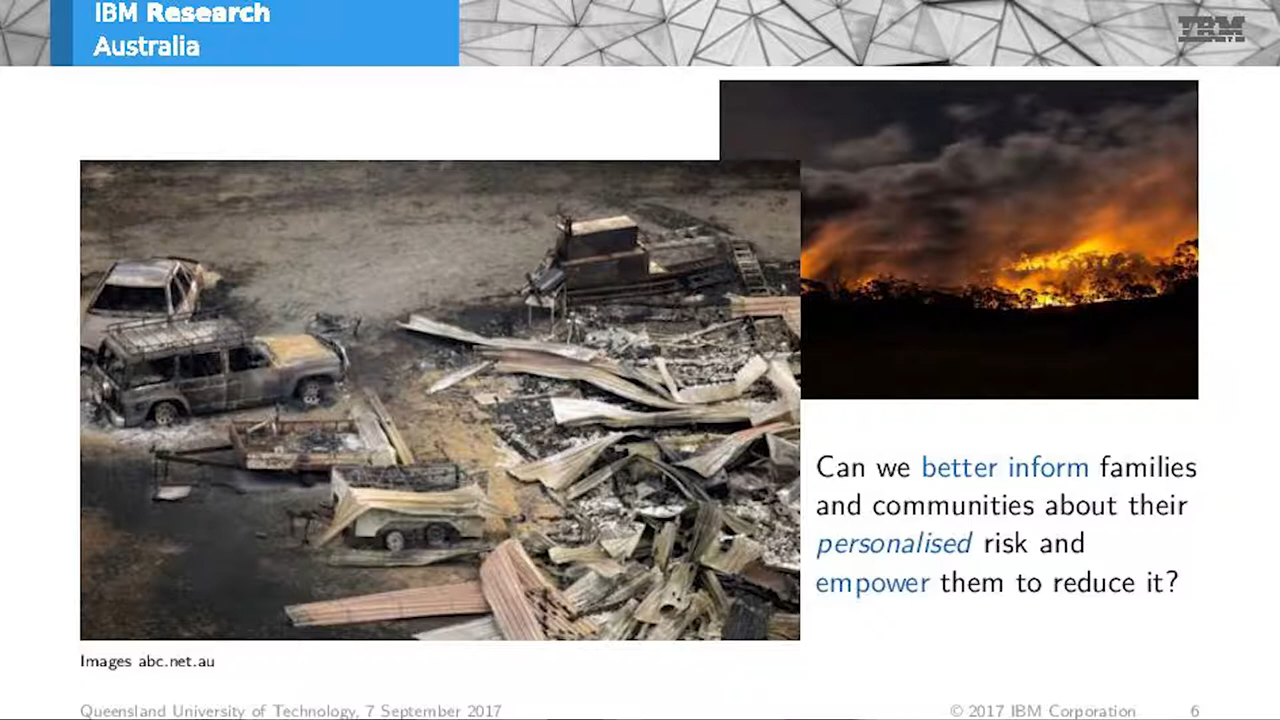 IBM Research
Australia
IBM
Can we better inform families
and communities about their
personalised risk and
empower them to reduce it?
Images abc.net.au
Queensland University of Technology, 7 September 2017
© 2017 IBM Corporation
6